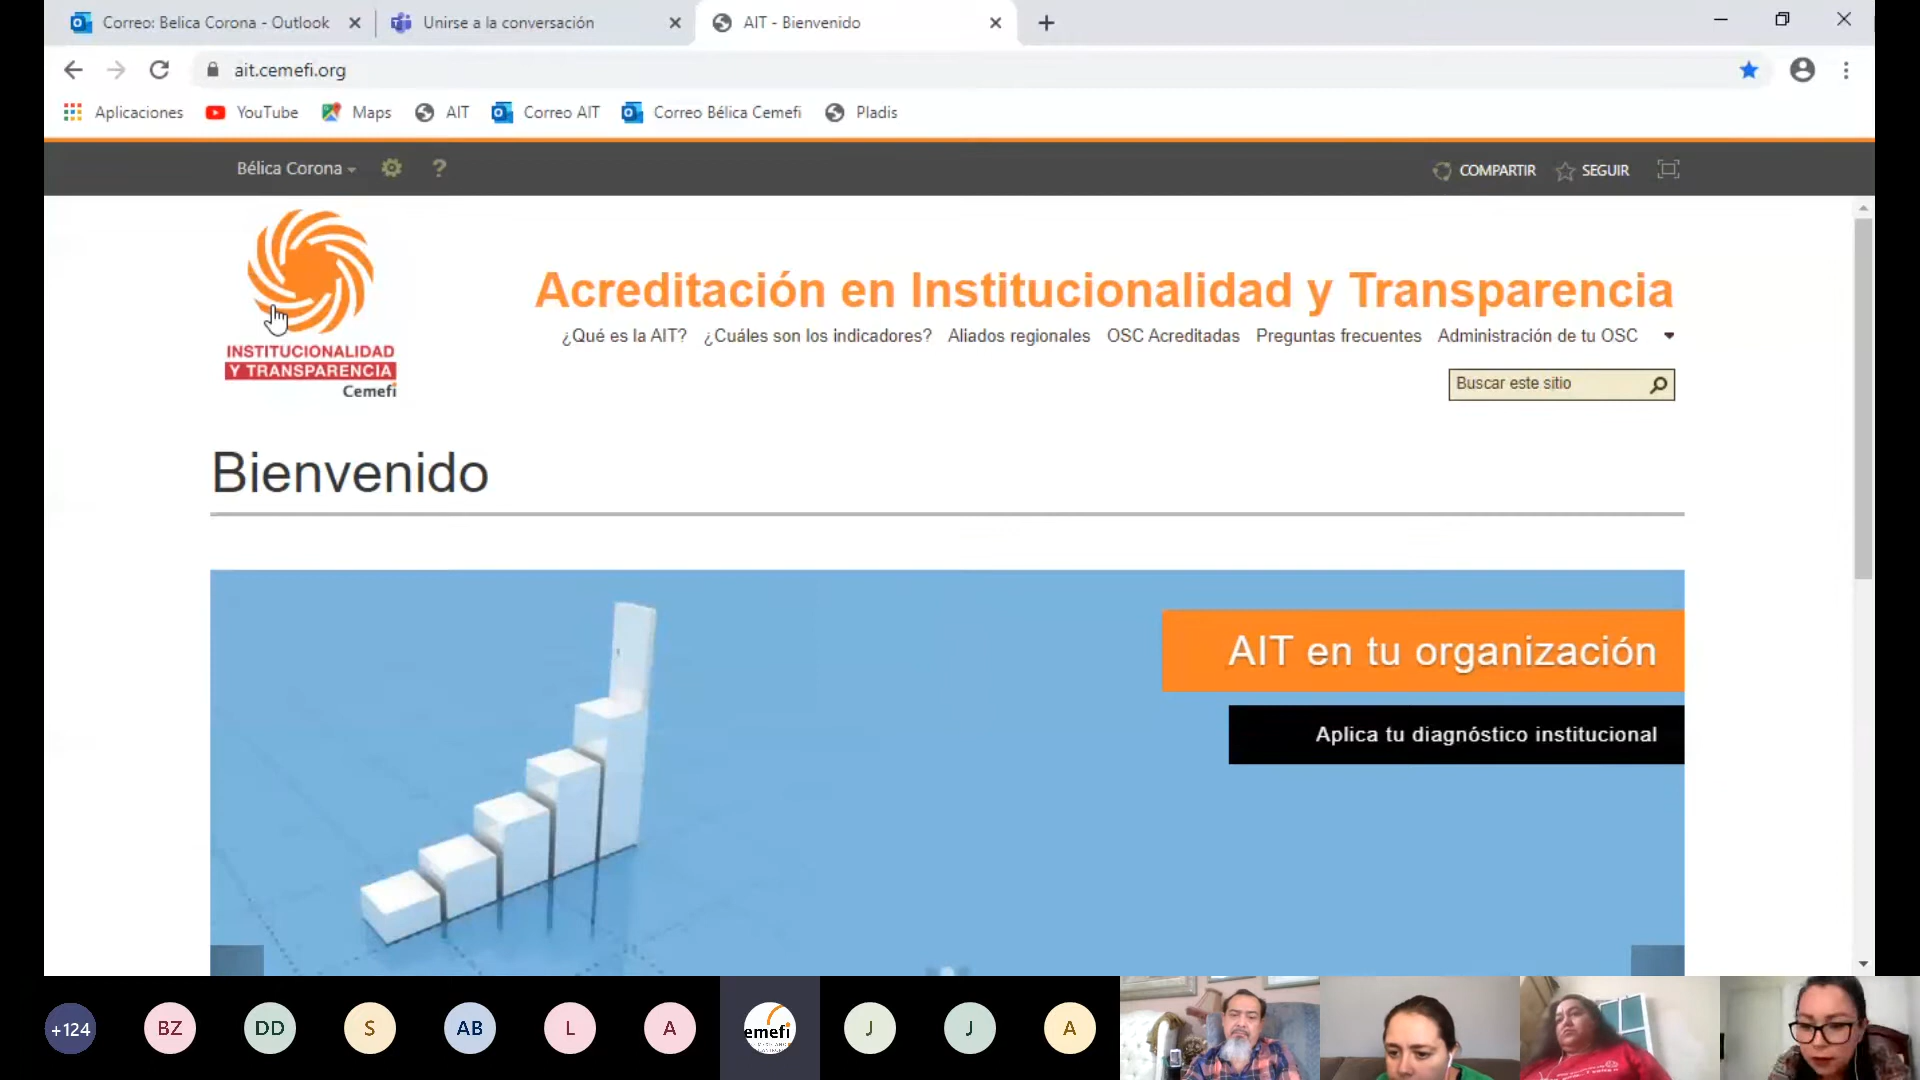 Correo: Belica Corona - Outlook
Unirse a la conversación
AIT - Bienvenido
ait.cemefi.org
Aplicaciones
YouTube
Maps
AIT
Correo AIT
Correo Bélica Cemefi
Pladis
Bélica Corona
?
COMPARTIR
SEGUIR
INSTITUCIONALIDAD
Y TRANSPARENCIA
Cemefi
Acreditación en Institucionalidad y Transparencia
¿Qué es la AIT? ¿Cuáles son los indicadores? Aliados regionales OSC Acreditadas Preguntas frecuentes Administración de tu OSC
Buscar este sitio
Bienvenido
AIT en tu organización
Aplica tu diagnóstico institucional
+124
BZ
DD
S
AB
L
A
emefi
J
J
A